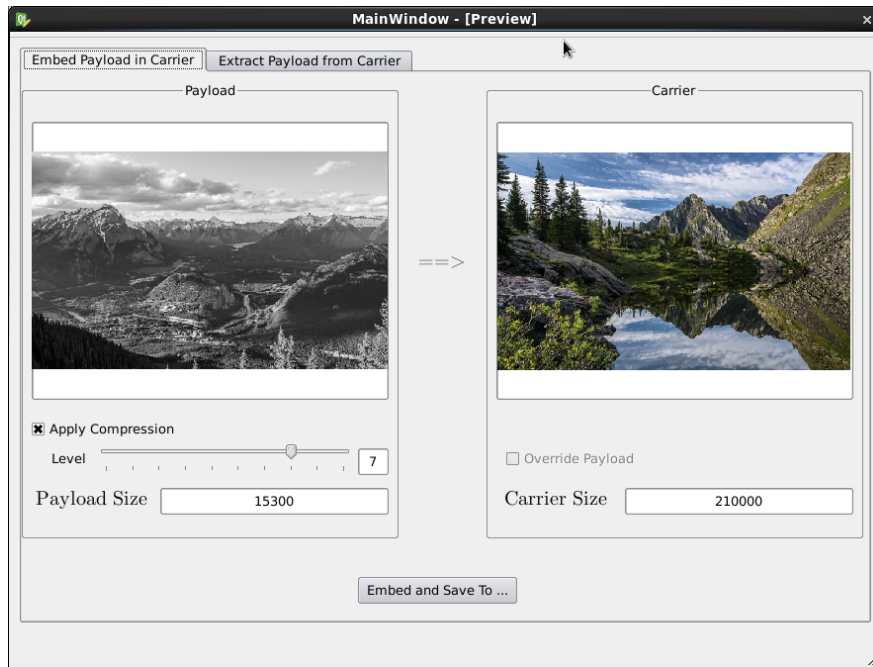 MainWindow - [Preview]
Embed Payload in Carrier
Extract Payload from Carrier
Payload
Carrier
==>
Apply Compression
Level
7
Override Payload
Payload Size
15300
Carrier Size
210000
Embed and Save To ...